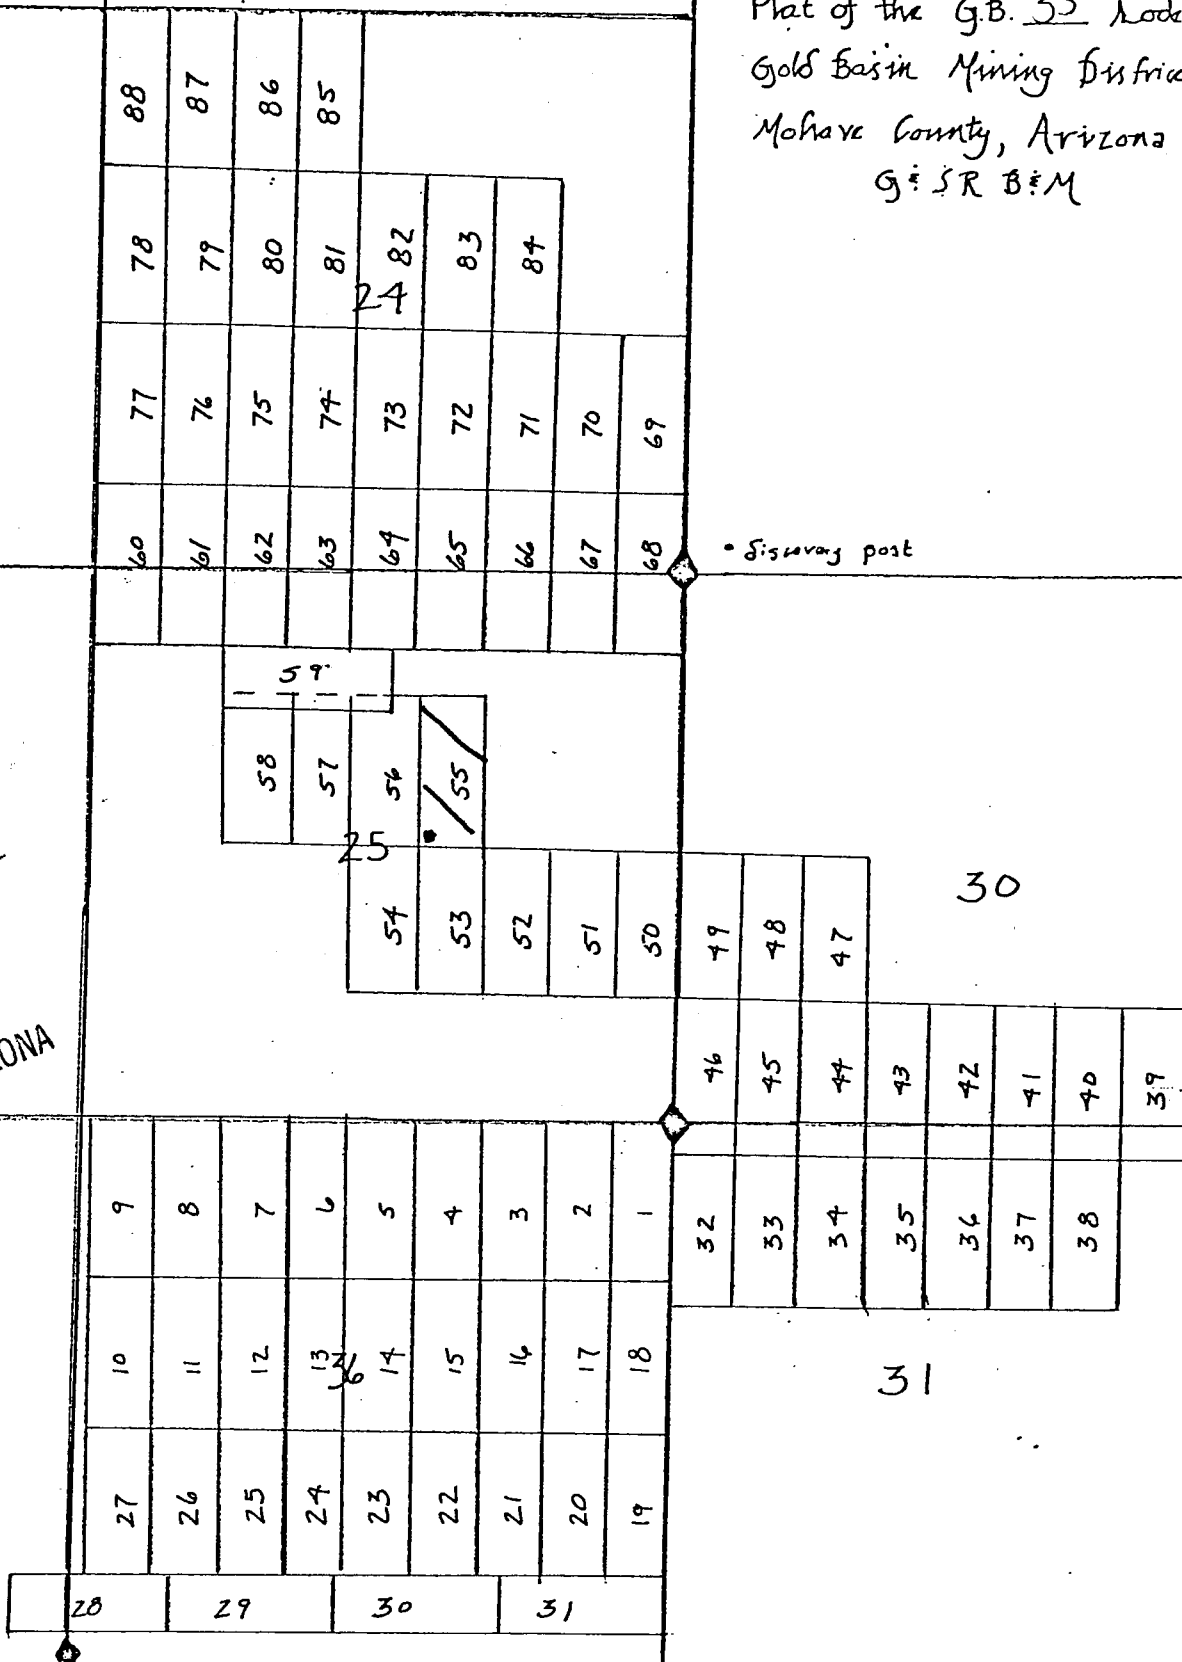 Plat of the G.B. 55 Lode
Gold Basin Mining District
Mohave County, Arizona
G & S R B & M
88 87 86 85
78 79 80 81 82 83 84
24
77 76 75 74 73 72 71 70 69
60 61 62 63 64 65 66 67 68
• discovery post
59
58 57 56 55
25
30
54 53 52 51 50 49 48 47
ONA
46 45 44 43 42 41 40 39
9 8 7 6 5 4 3 2 1
32 33 34 35 36 37 38
10 11 12 13 14 15 16 17 18
36
31
27 26 25 24 23 22 21 20 19
28 29 30 31